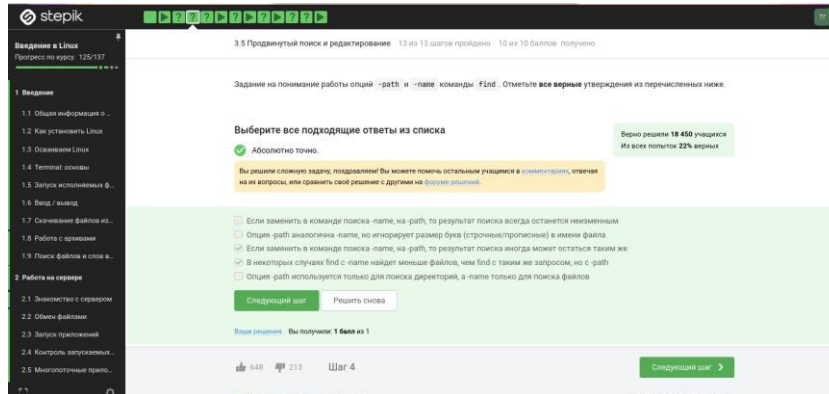 stepik
Введение в Linux
Прогресс по курсу: 125/137
1 Введение
1.1 Общая информация о ...
1.2 Как установить Linux
1.3 Осваиваем Linux
1.4 Terminal: основы
1.5 Запуск исполняемых ф...
1.6 Ввод / вывод
1.7 Скачивание файлов из...
1.8 Работа с архивами
1.9 Поиск файлов и слов в...
2 Работа на сервере
2.1 Знакомство с сервером
2.2 Обмен файлами
2.3 Запуск приложений
2.4 Контроль запускаемых...
2.5 Многопоточные прило...
3.5 Продвинутый поиск и редактирование 13 из 13 шагов пройдено 10 из 10 баллов получено
Задание на понимание работы опций -path и -name команды find. Отметьте все верные утверждения из перечисленных ниже.
Выберите все подходящие ответы из списка
Абсолютно точно.
Верно решили 18 450 учащихся
Из всех попыток 22% верных
Вы решили сложную задачу, поздравляем! Вы можете помочь остальным учащимся в комментариях, отвечая
на их вопросы, или сравнить своё решение с другими на форуме решений.
Если заменить в команде поиска -name, на -path, то результат поиска всегда останется неизменным
Опция -path аналогична -name, но игнорирует размер букв (строчные/прописные) в имени файла
Если заменить в команде поиска -name, на -path, то результат поиска иногда может остаться таким же
В некоторых случаях find с -name найдет меньше файлов, чем find с таким же запросом, но с -path
Опция -path используется только для поиска директорий, а -name только для поиска файлов
Следующий шаг
Решить снова
Ваши решения Вы получили: 1 балл из 1
648 213 Шаг 4
Следующий шаг